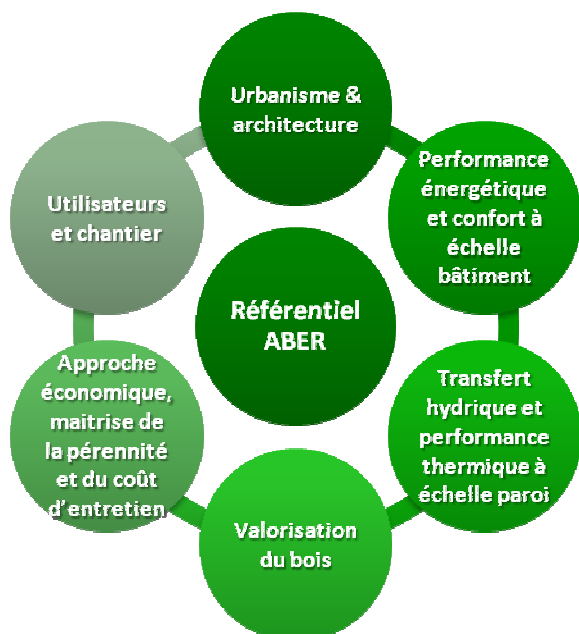 Urbanisme &
architecture
Performance
énergétique
et confort à
échelle
bâtiment
Transfert
hydrique et
performance
thermique à
échelle paroi
Valorisation
du bois
Approche
économique,
maitrise de
la pérennité
et du coût
d'entretien
Utilisateurs
et chantier
Référentiel
ABER